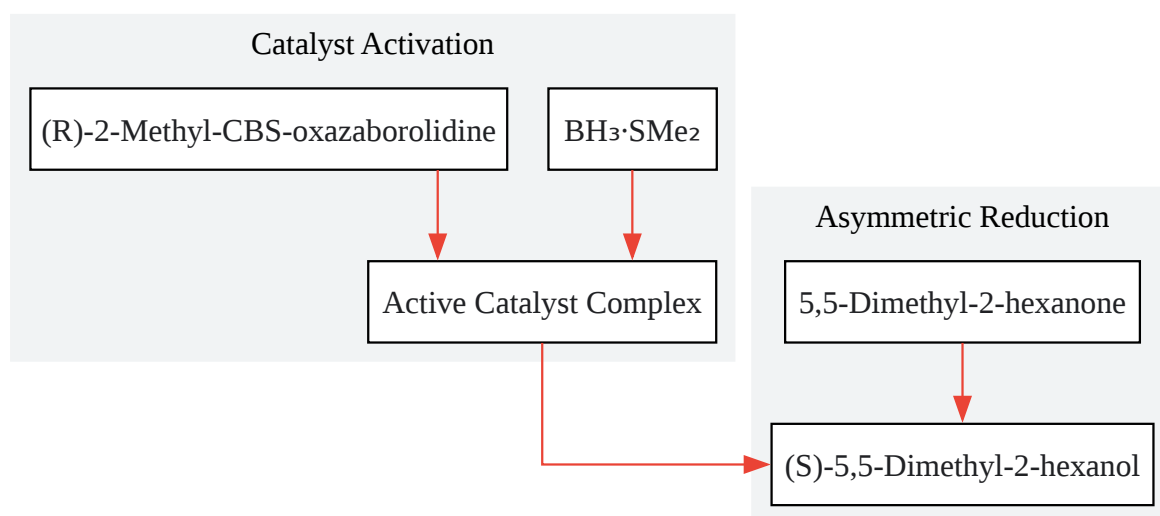 Catalyst Activation
(R)-2-Methyl-CBS-oxazaborolidine
BH₃·SMe₂
Active Catalyst Complex
Asymmetric Reduction
5,5-Dimethyl-2-hexanone
(S)-5,5-Dimethyl-2-hexanol